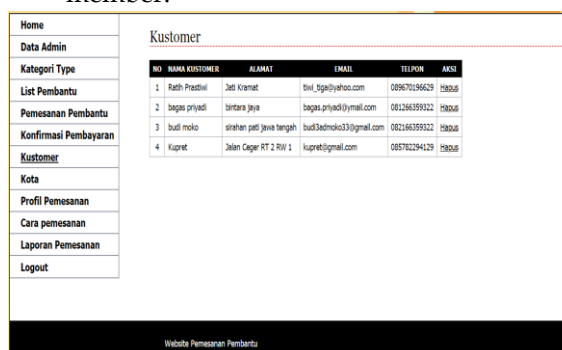 member.
Home
Data Admin
Kategori Type
List Pembantu
Pemesanan Pembantu
Konfirmasi Pembayaran
Kustomer
Kota
Profil Pemesanan
Cara pemesanan
Laporan Pemesanan
Logout
Kustomer
NO NAMA KUSTOMER ALAMAT EMAIL TELPON AKSI
1 Ratih Prastiwi Jati Kramat tiwi_tiga@yahoo.com 089670196629 Hapus
2 bagas priyadi bintara jaya bagas.priyadi@ymail.com 081266359322 Hapus
3 budi moko sirahan pati jawa tengah budi3admoko33@gmail.com 082166359322 Hapus
4 Kupret Jalan Ceger RT 2 RW 1 kupret@gmail.com 085782294129 Hapus
Website Pemesanan Pembantu